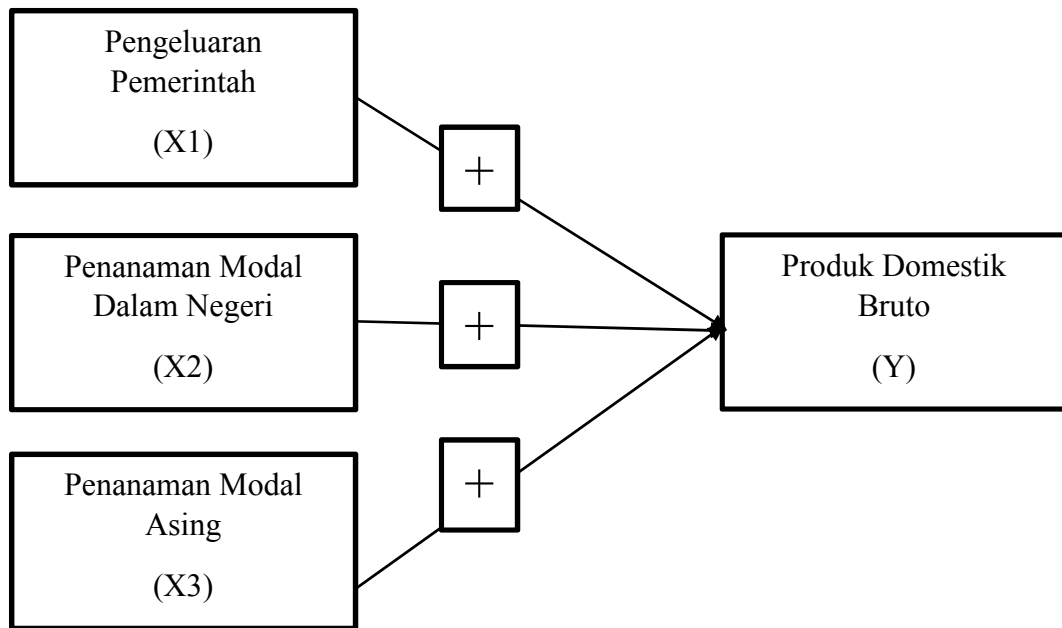 Pengeluaran
Pemerintah
(X1)
+
Penanaman Modal
Dalam Negeri
(X2)
+
Produk Domestik
Bruto
(Y)
Penanaman Modal
Asing
(X3)
+